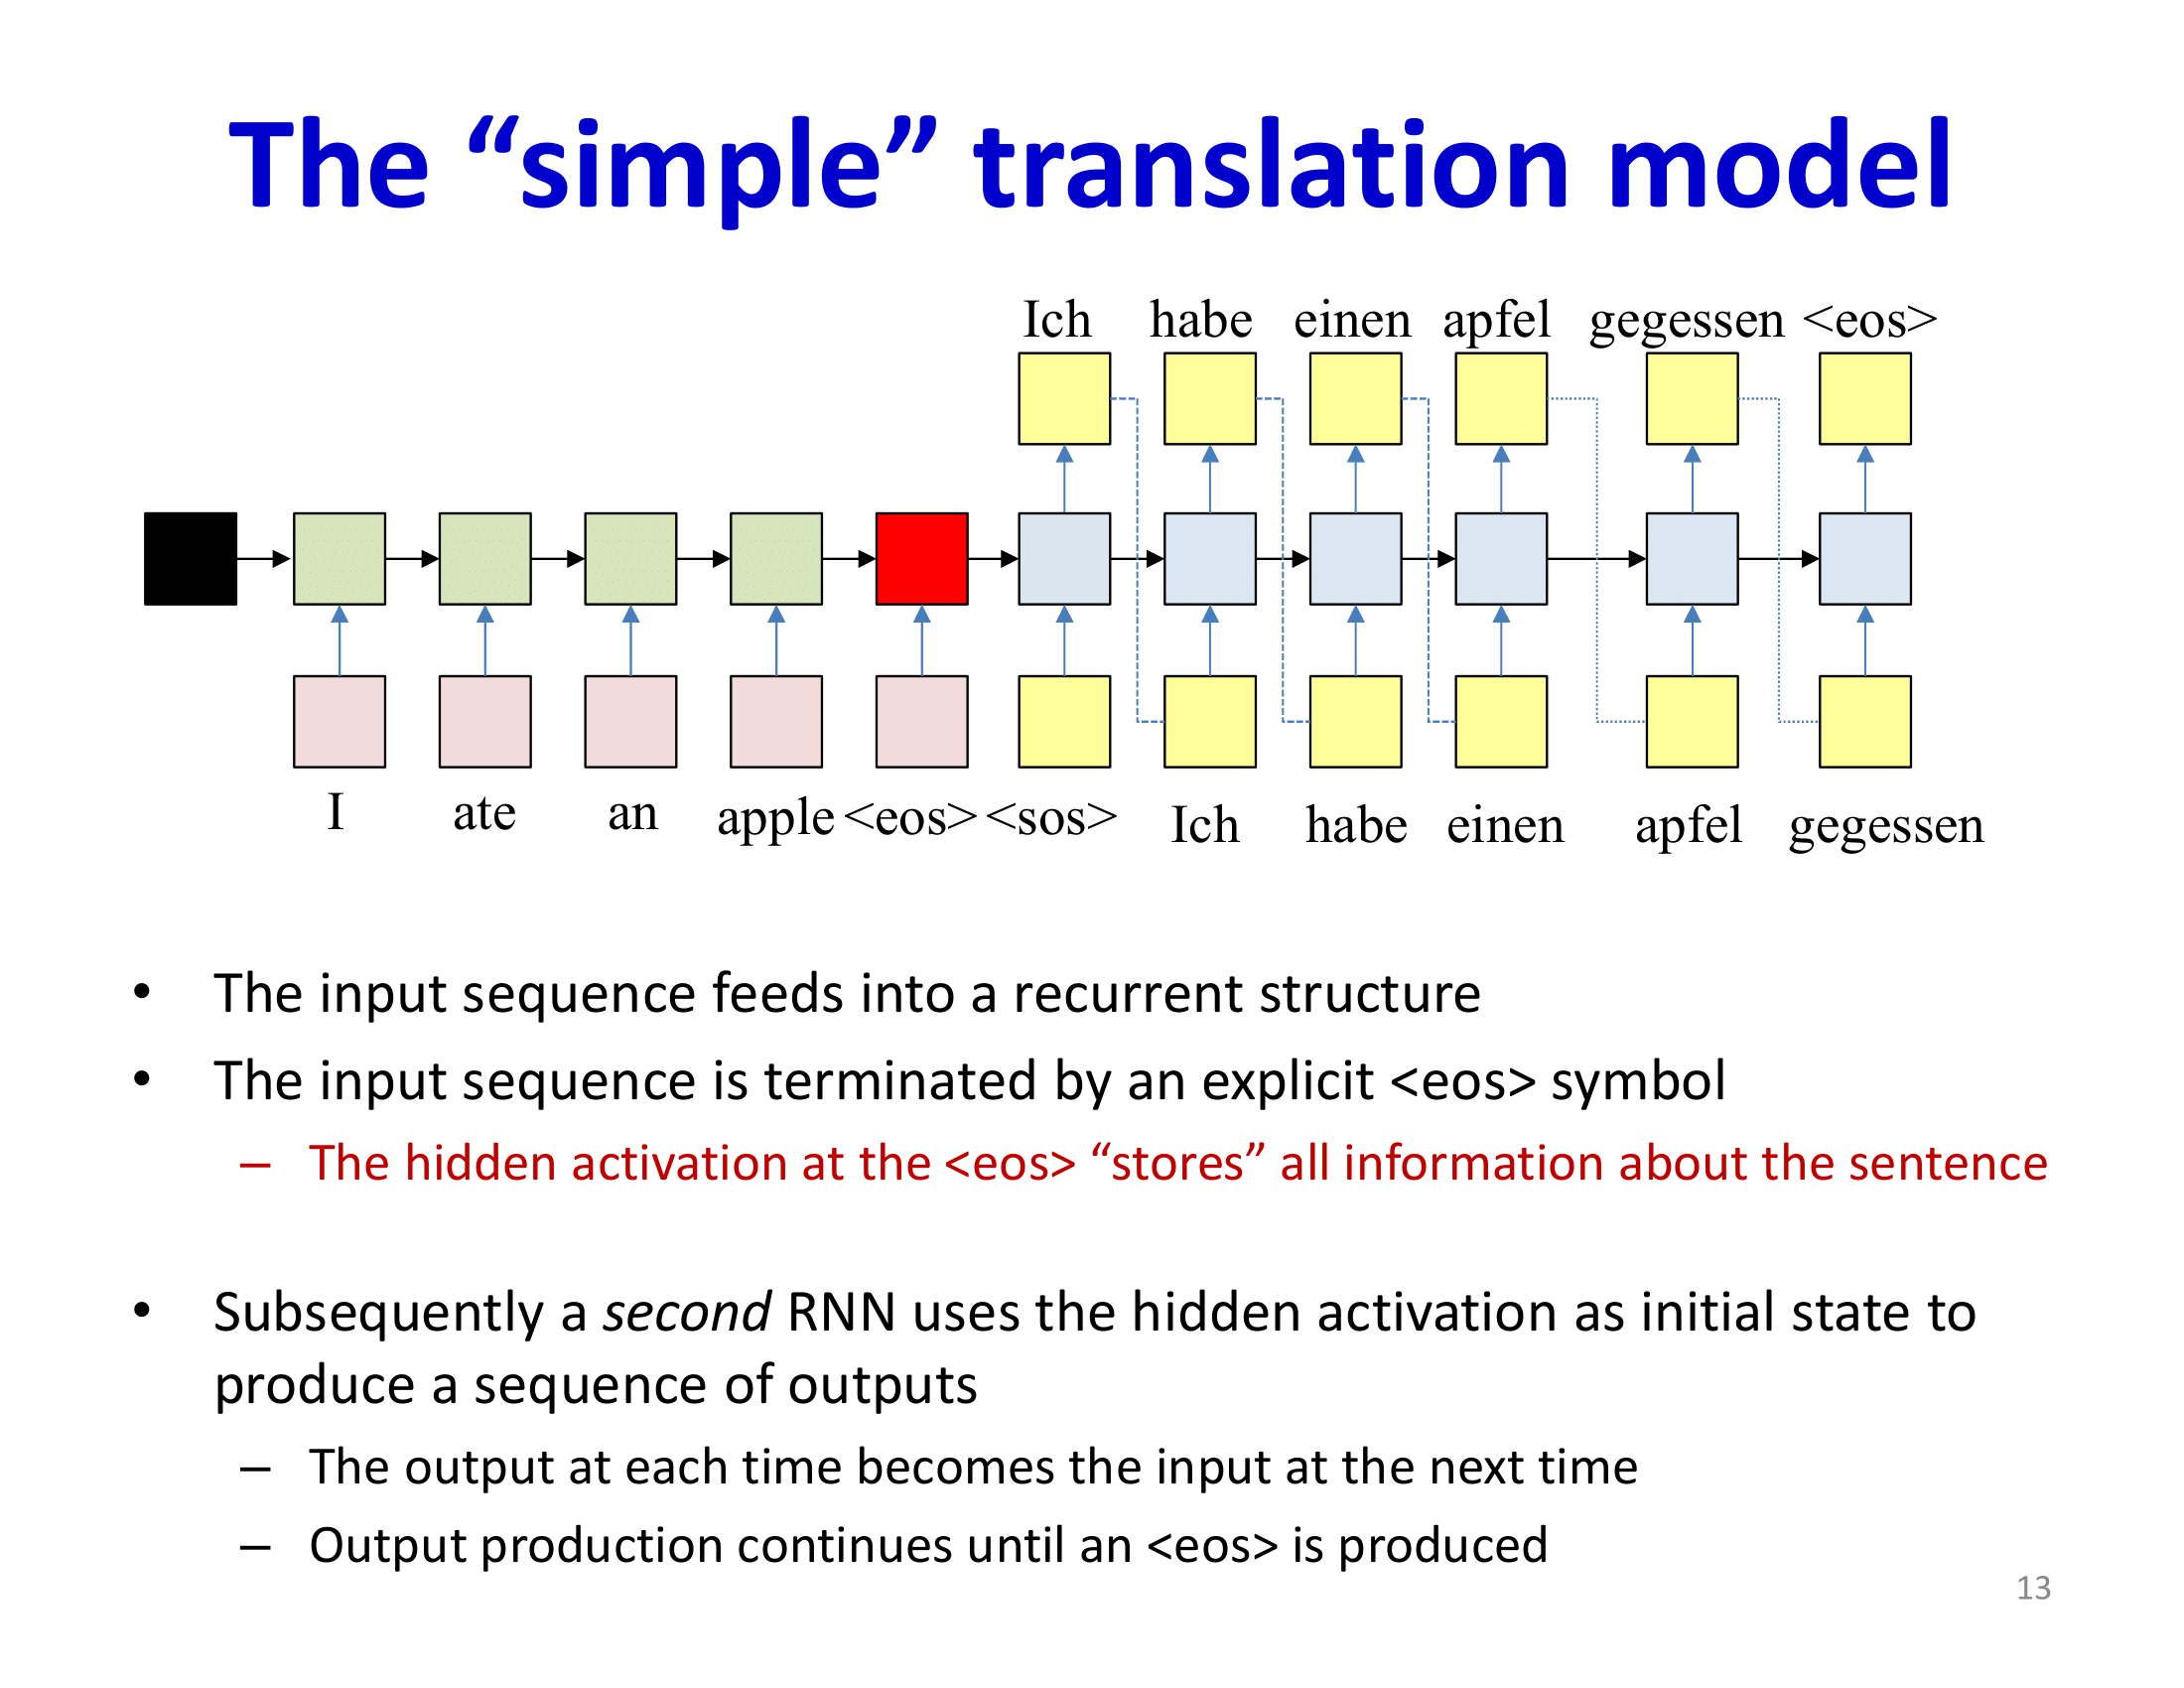 The “simple” translation model
Ich habe einen apfel gegessen <eos>
I ate an apple <eos> <sos> Ich habe einen apfel gegessen
• The input sequence feeds into a recurrent structure
• The input sequence is terminated by an explicit <eos> symbol
– The hidden activation at the <eos> “stores” all information about the sentence
• Subsequently a second RNN uses the hidden activation as initial state to
produce a sequence of outputs
– The output at each time becomes the input at the next time
– Output production continues until an <eos> is produced
13